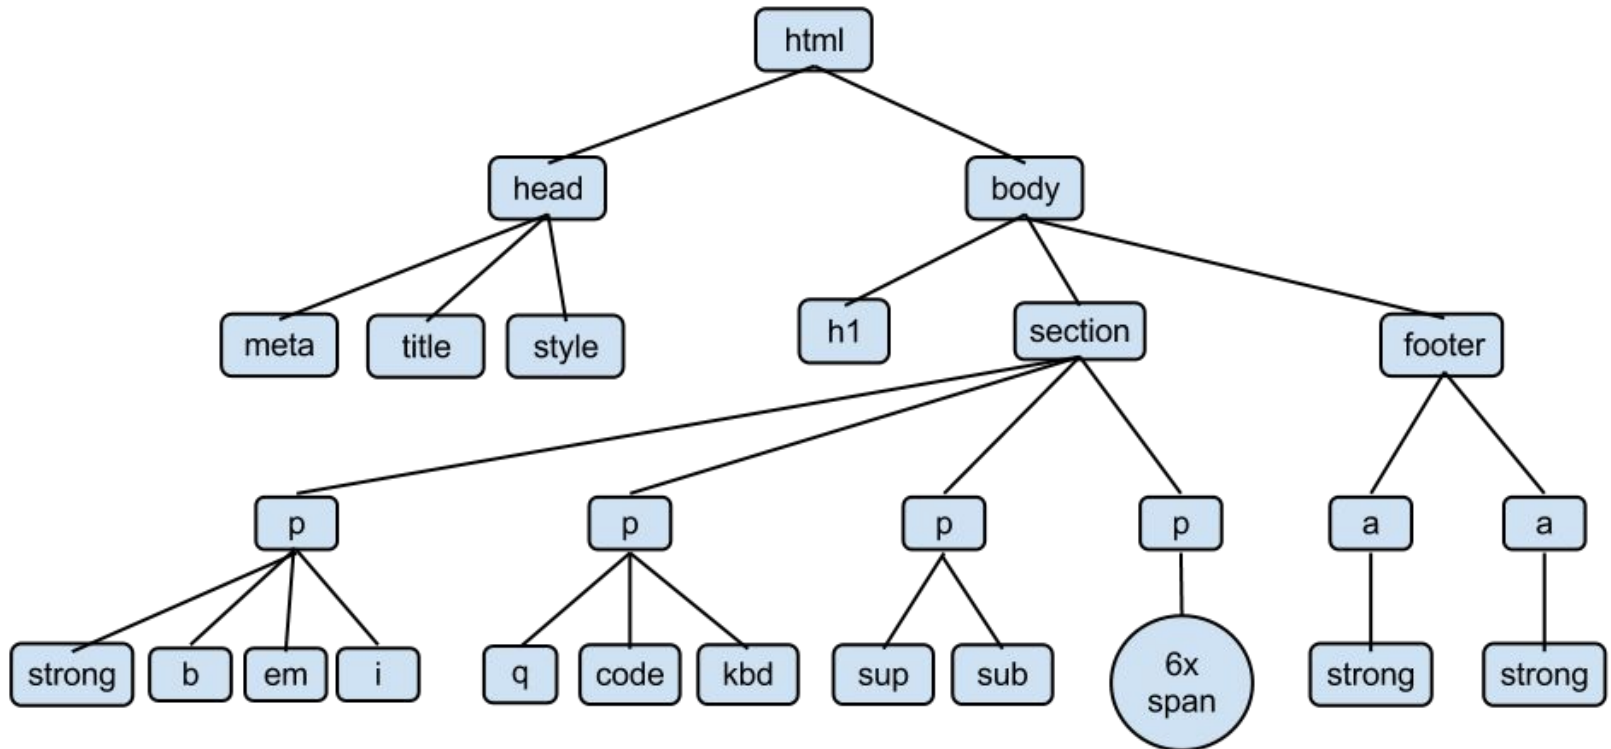 html
head
body
meta
title
style
h1
section
footer
p
p
p
p
a
a
strong
b
em
i
q
code
kbd
sup
sub
6x
span
strong
strong